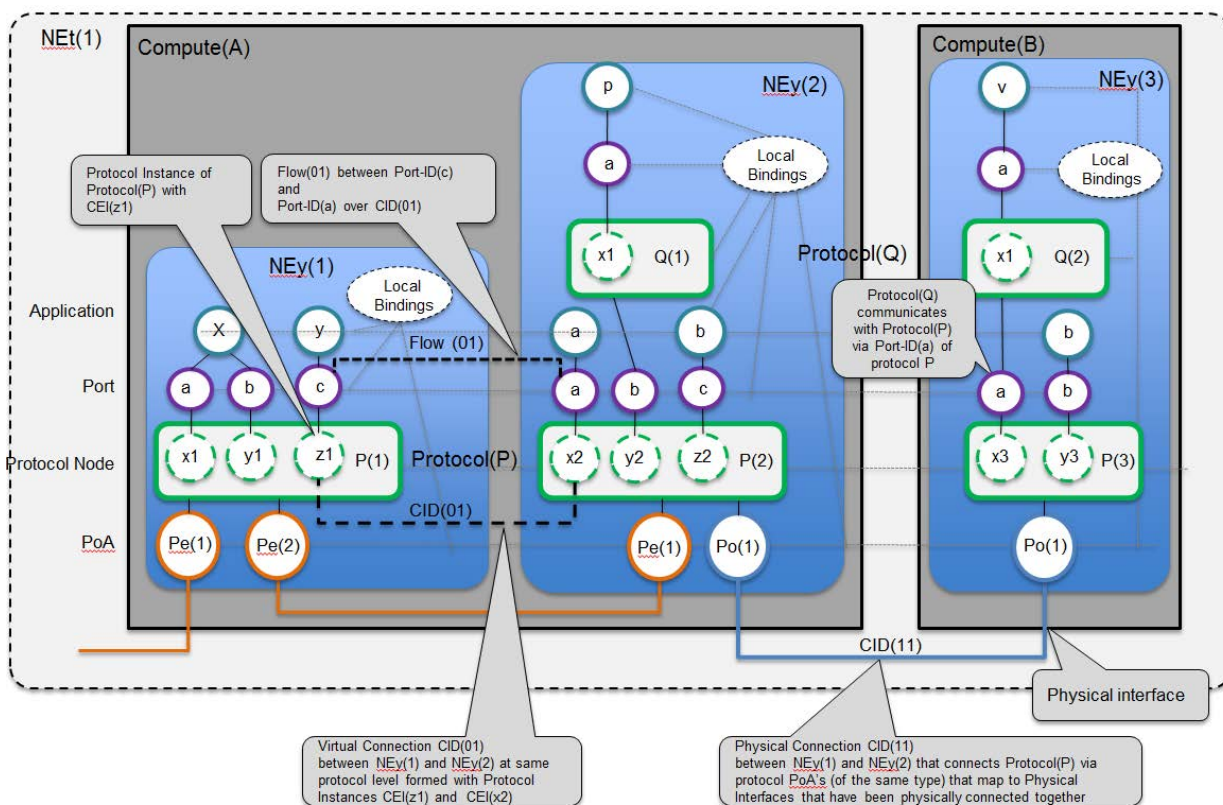 NEt(1)
Compute(A)
Compute(B)
NEy(2)
NEy(3)
p
v
Protocol Instance of
Protocol(P) with
CEI(z1)
Flow(01) between Port-ID(c)
and
Port-ID(a) over CID(01)
a
Local
Bindings
a
Local
Bindings
x1
Q(1)
Protocol(Q)
x1
Q(2)
NEy(1)
Local
Bindings
Application
X
y
a
b
b
Protocol(Q)
communicates
with Protocol(P)
via Port-ID(a) of
protocol P
Flow (01)
Port
a
b
c
a
b
c
a
b
Protocol Node
x1
y1
z1
P(1)
Protocol(P)
x2
y2
z2
P(2)
x3
y3
P(3)
CID(01)
PoA
Pe(1)
Pe(2)
Pe(1)
Po(1)
Po(1)
CID(11)
Physical interface
Virtual Connection CID(01)
between NEy(1) and NEy(2) at same
protocol level formed with Protocol
Instances CEI(z1) and CEI(x2)
Physical Connection CID(11)
between NEy(1) and NEy(2) that connects Protocol(P) via
protocol PoA's (of the same type) that map to Physical
Interfaces that have been physically connected together